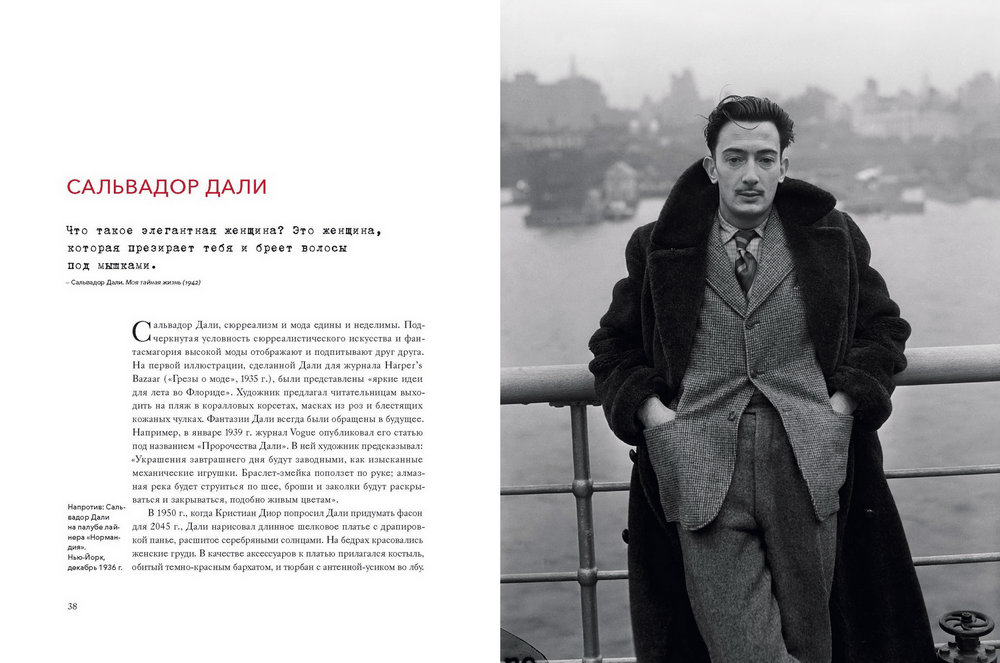 САЛЬВАДОР ДАЛИ
Что такое элегантная женщина? Это женщина,
которая презирает тебя и бреет волосы
под мышками.
– Сальвадор Дали. Моя тайная жизнь (1942)
Сальвадор Дали, сюрреализм и мода едины и неделимы. Под-
черкнутая условность сюрреалистического искусства и фан-
тасмагория высокой моды отображают и подпитывают друг друга.
На первой иллюстрации, сделанной Дали для журнала Harper’s
Bazaar («Грезы о моде», 1935 г.), были представлены «яркие идеи
для лета во Флориде». Художник предлагал читательницам выхо-
дить на пляж в коралловых корсетах, масках из роз и блестящих
кожаных чулках. Фантазии Дали всегда были обращены в будущее.
Например, в январе 1939 г. журнал Vogue опубликовал его статью
под названием «Пророчества Дали». В ней художник предсказывал:
«Украшения завтрашнего дня будут заводными, как изысканные
механические игрушки. Браслет-змейка поползет по руке; алмаз-
ная река будет струиться по шее, броши и заколки будут раскры-
ваться и закрываться, подобно живым цветам».
В 1950 г., когда Кристиан Диор попросил Дали придумать фасон
для 2045 г., Дали нарисовал длинное шелковое платье с драпиров-
кой панье, расшитое серебряными солнцами. На бедрах красовались
женские груди. В качестве аксессуаров к платью прилагался костыль,
обитый темно-красным бархатом, и тюрбан с антенной-усиком во лбу.
Напротив: Саль-
вадор Дали
на палубе лай-
нера «Норман-
дия».
Нью-Йорк,
декабрь 1936 г.
38